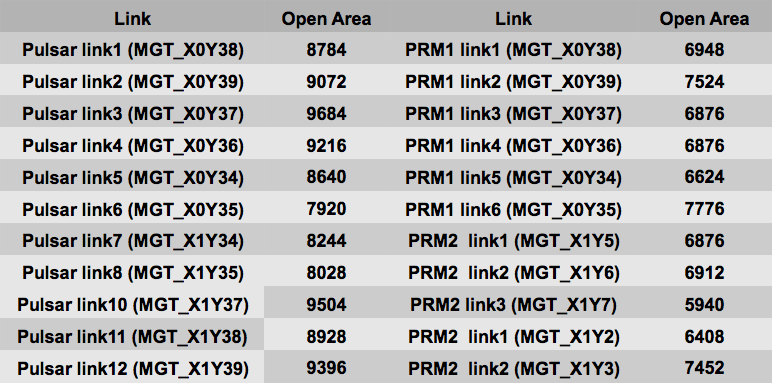 Link Open Area Link Open Area
Pulsar link1 (MGT_X0Y38) 8784 PRM1 link1 (MGT_X0Y38) 6948
Pulsar link2 (MGT_X0Y39) 9072 PRM1 link2 (MGT_X0Y39) 7524
Pulsar link3 (MGT_X0Y37) 9684 PRM1 link3 (MGT_X0Y37) 6876
Pulsar link4 (MGT_X0Y36) 9216 PRM1 link4 (MGT_X0Y36) 6876
Pulsar link5 (MGT_X0Y34) 8640 PRM1 link5 (MGT_X0Y34) 6624
Pulsar link6 (MGT_X0Y35) 7920 PRM1 link6 (MGT_X0Y35) 7776
Pulsar link7 (MGT_X1Y34) 8244 PRM2 link1 (MGT_X1Y5) 6876
Pulsar link8 (MGT_X1Y35) 8028 PRM2 link2 (MGT_X1Y6) 6912
Pulsar link10 (MGT_X1Y37) 9504 PRM2 link3 (MGT_X1Y7) 5940
Pulsar link11 (MGT_X1Y38) 8928 PRM2 link1 (MGT_X1Y2) 6408
Pulsar link12 (MGT_X1Y39) 9396 PRM2 link2 (MGT_X1Y3) 7452